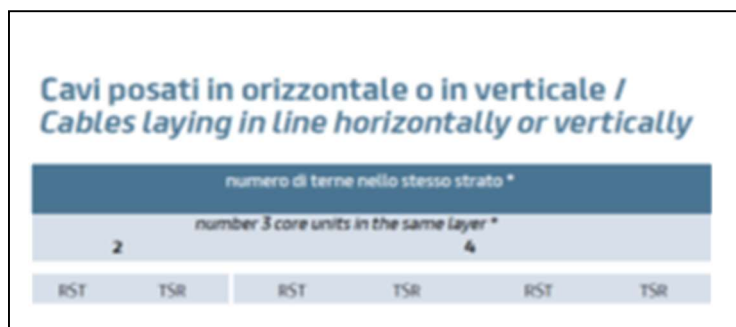 Cavi posati in orizzontale o in verticale /
Cables laying in line horizontally or vertically
numero di terne nello stesso strato *
number 3 core units in the same layer *
2 4
RST TSR RST TSR RST TSR